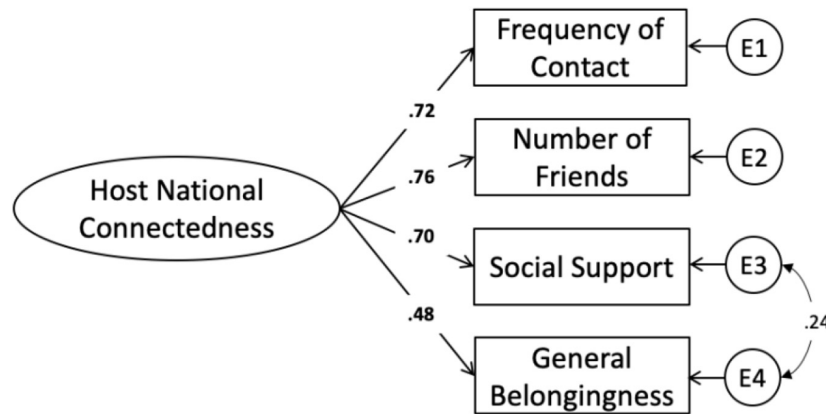 Frequency of
Contact
E1
.72
Number of
Friends
E2
.76
Host National
Connectedness
.70
Social Support
E3
.48
.24
General
Belongingness
E4